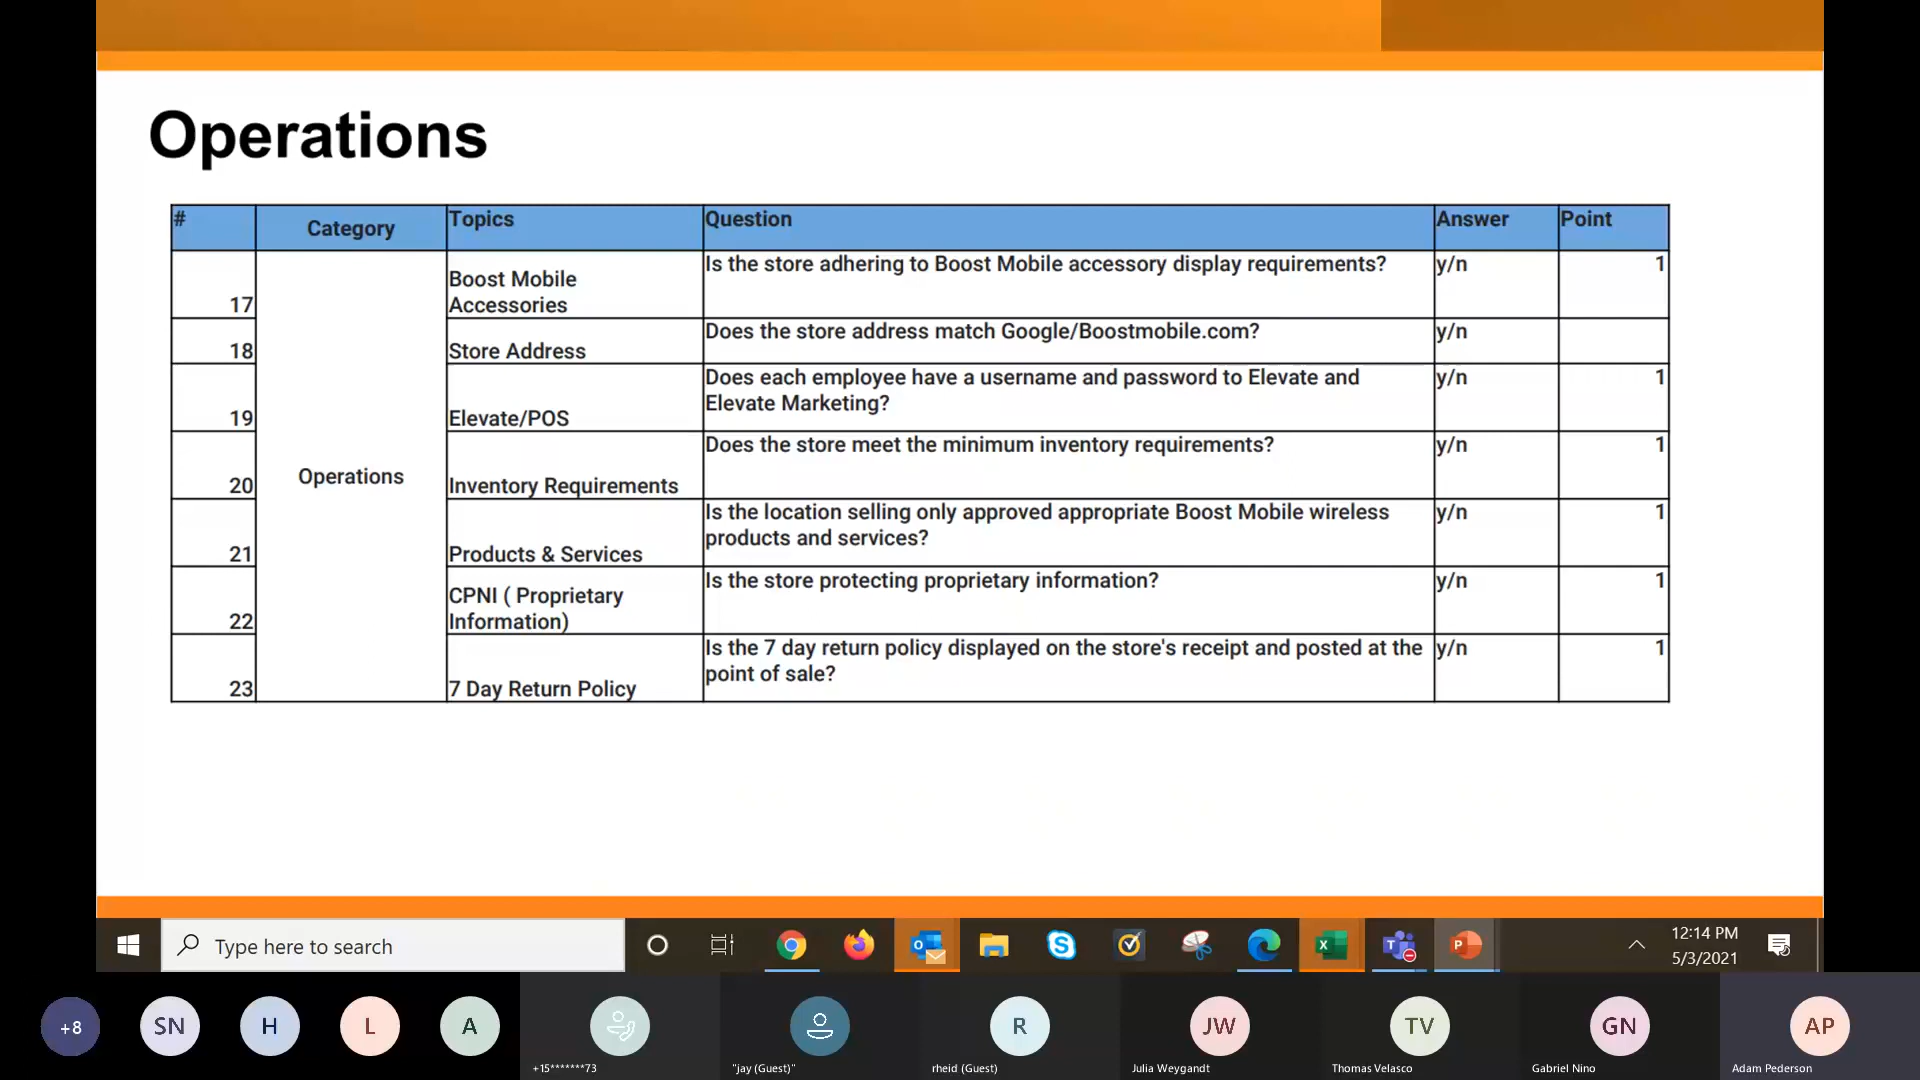 Operations
# Category Topics Question Answer Point
17 Boost Mobile Accessories Is the store adhering to Boost Mobile accessory display requirements? y/n 1
18 Store Address Does the store address match Google/Boostmobile.com? y/n
19 Elevate/POS Does each employee have a username and password to Elevate and Elevate Marketing? y/n 1
Operations
20 Inventory Requirements Does the store meet the minimum inventory requirements? y/n 1
21 Products & Services Is the location selling only approved appropriate Boost Mobile wireless products and services? y/n 1
22 CPNI ( Proprietary Information) Is the store protecting proprietary information? y/n 1
23 7 Day Return Policy Is the 7 day return policy displayed on the store's receipt and posted at the point of sale? y/n 1
Type here to search
12:14 PM
5/3/2021
+8 SN H L A R JW TV GN AP
+15*******73 "jay (Guest)" rheid (Guest) Julia Weygandt Thomas Velasco Gabriel Nino Adam Pederson